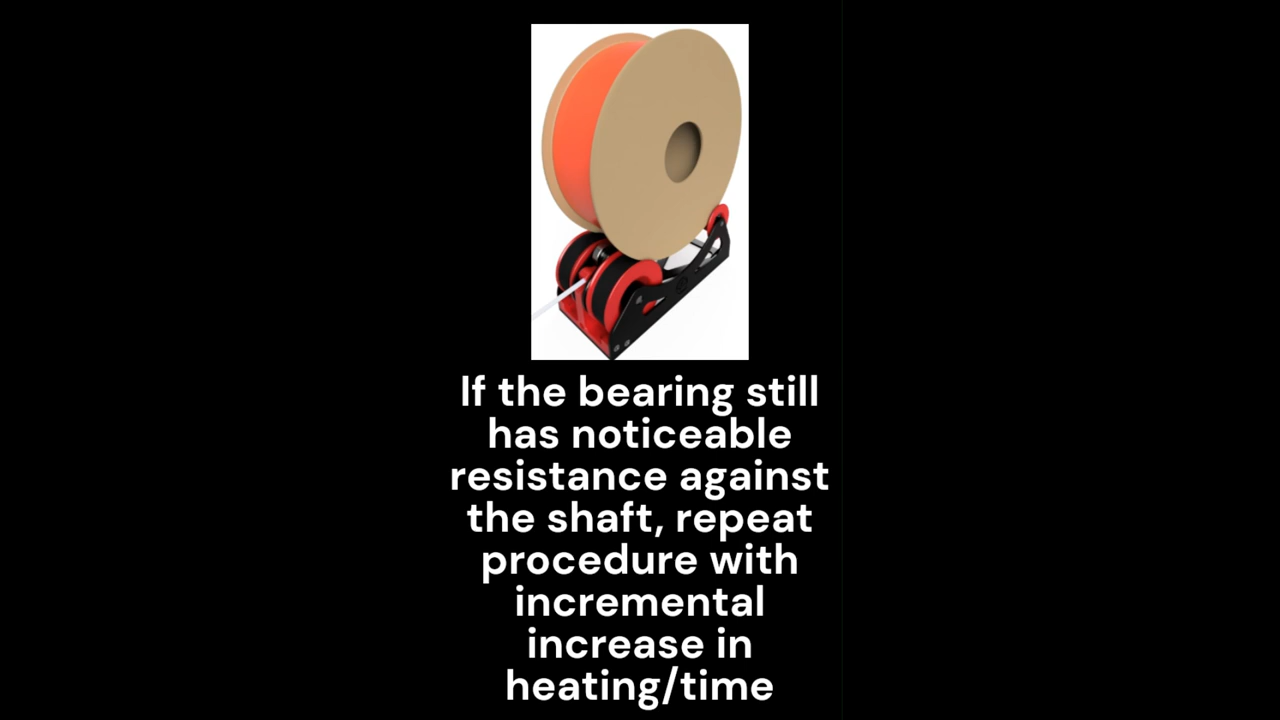 If the bearing still
has noticeable
resistance against
the shaft, repeat
procedure with
incremental
increase in
heating/time